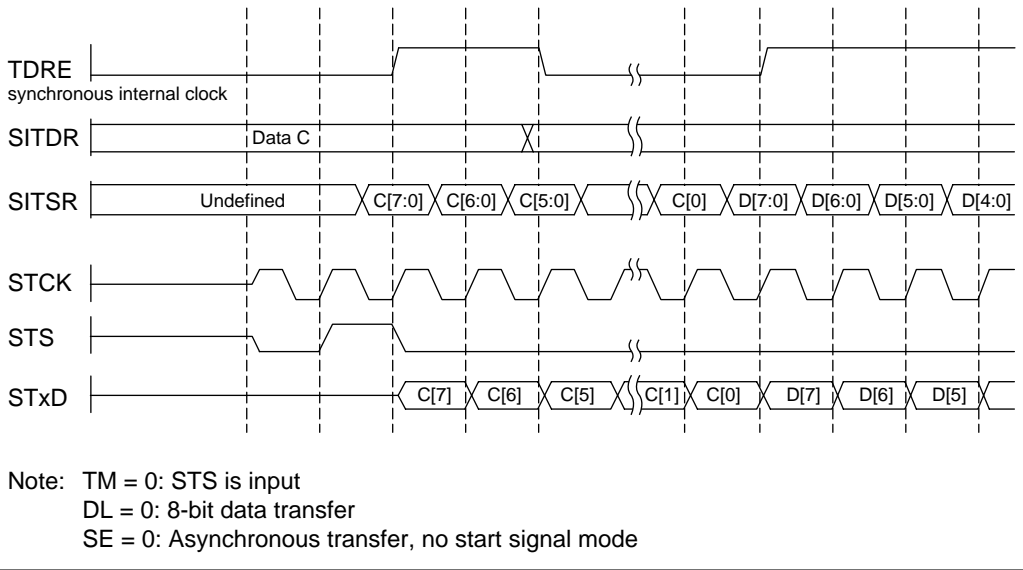 TDRE
synchronous internal clock
SITDR
Data C
SITSR
Undefined C[7:0] C[6:0] C[5:0] C[0] D[7:0] D[6:0] D[5:0] D[4:0]
STCK
STS
STxD
C[7] C[6] C[5] C[1] C[0] D[7] D[6] D[5]
Note: TM = 0: STS is input
DL = 0: 8-bit data transfer
SE = 0: Asynchronous transfer, no start signal mode